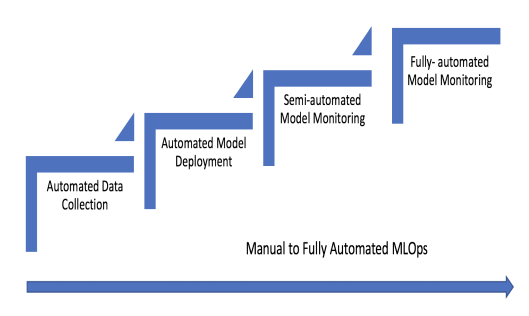 Fully- automated
Model Monitoring
Semi-automated
Model Monitoring
Automated Model
Deployment
Automated Data
Collection
Manual to Fully Automated MLOps